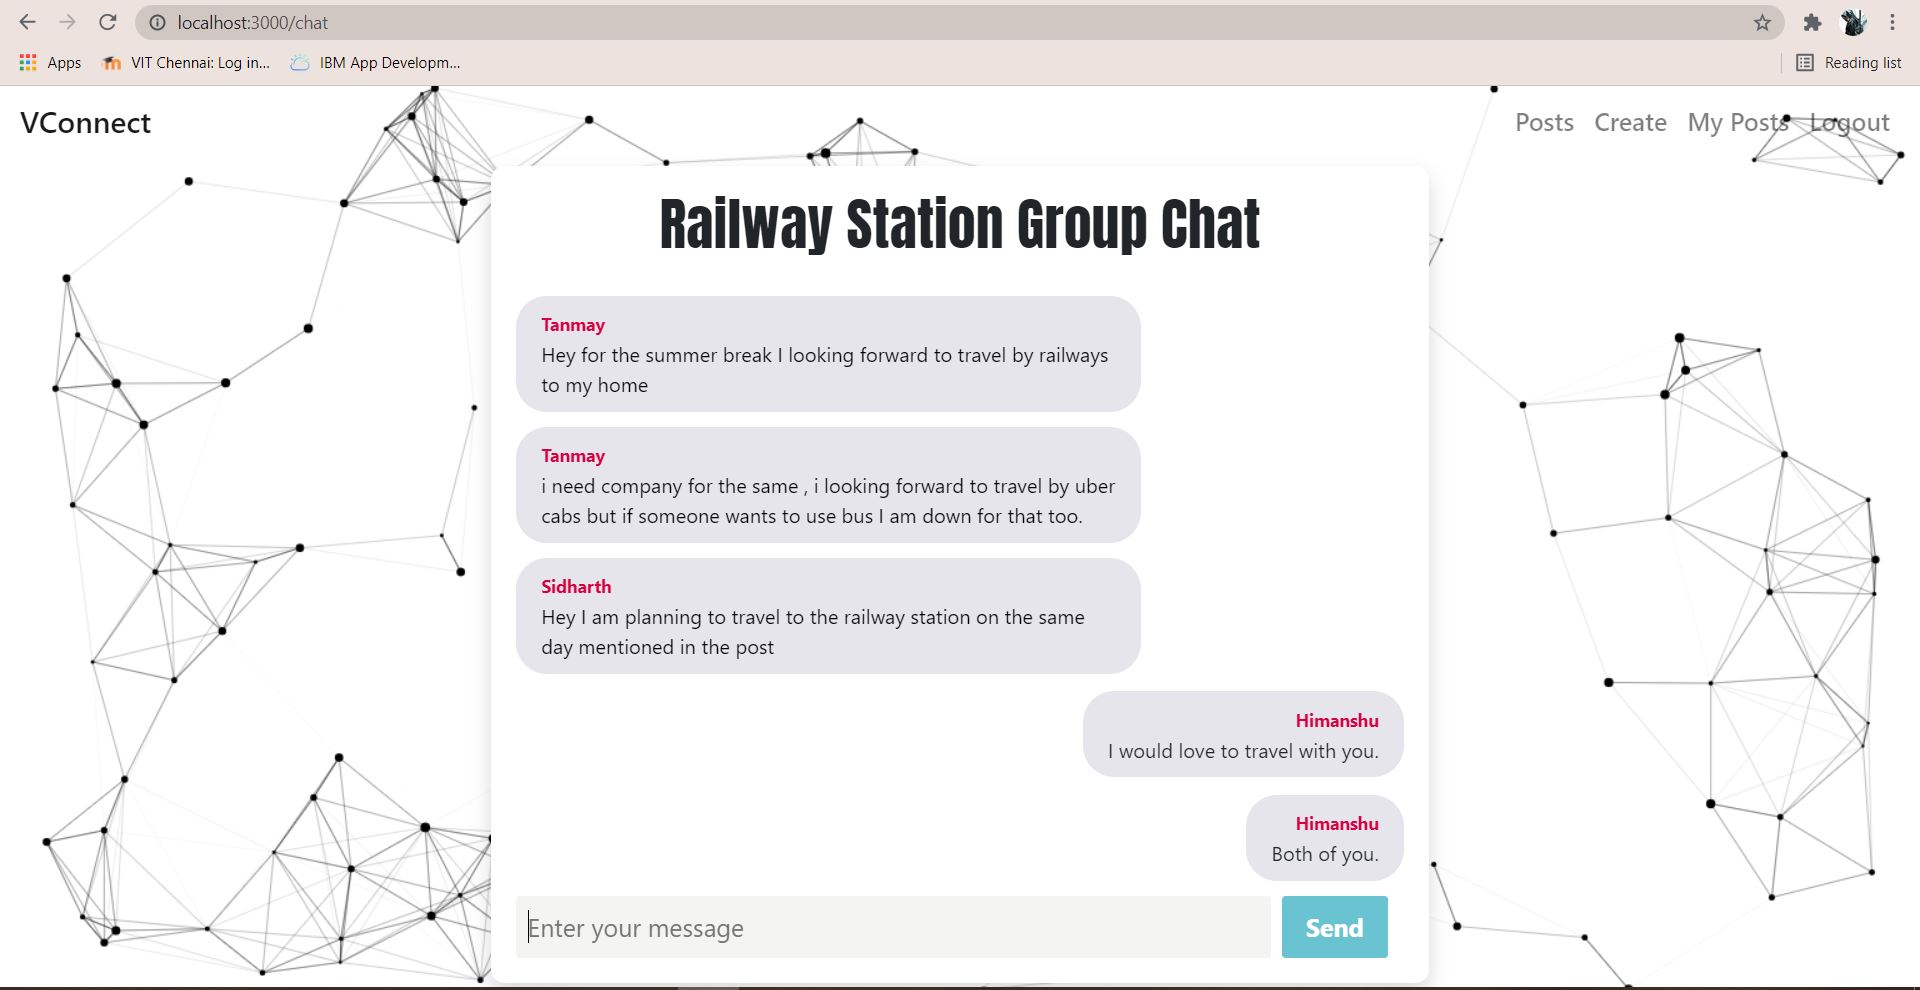 localhost:3000/chat
Apps VIT Chennai: Log in... IBM App Developm... Reading list
VConnect Posts Create My Posts Logout
Railway Station Group Chat
Tanmay
Hey for the summer break I looking forward to travel by railways
to my home
Tanmay
i need company for the same , i looking forward to travel by uber
cabs but if someone wants to use bus I am down for that too.
Sidharth
Hey I am planning to travel to the railway station on the same
day mentioned in the post
Himanshu
I would love to travel with you.
Himanshu
Both of you.
Enter your message Send